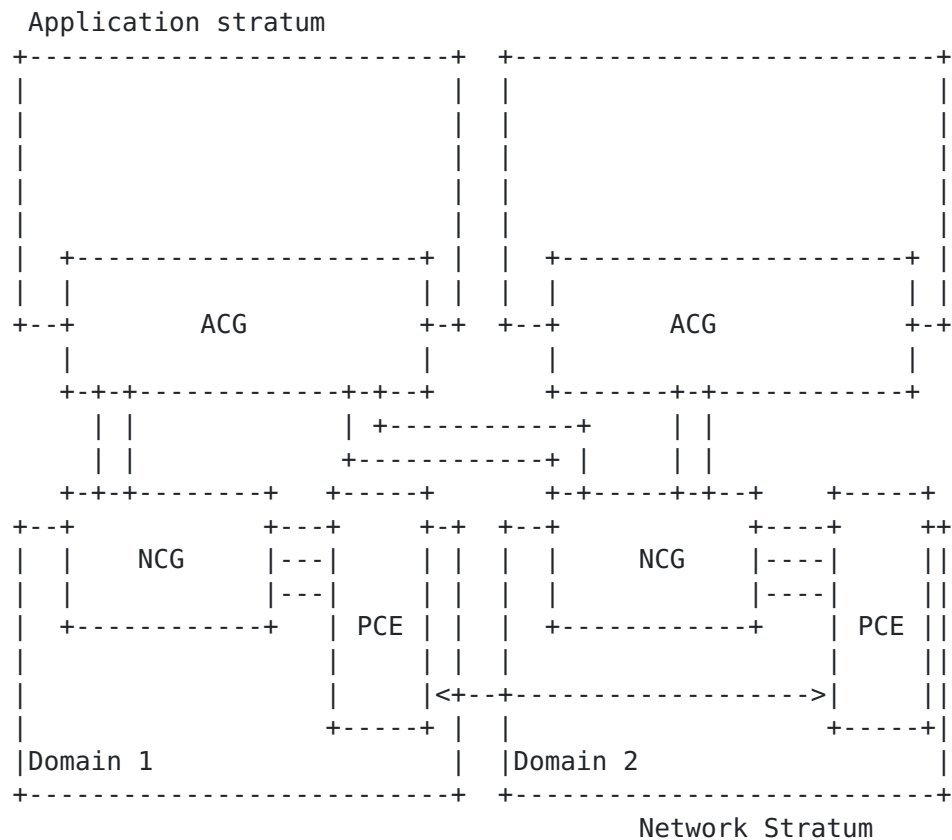 Application stratum
ACG ACG
NCG NCG
PCE PCE
Domain 1 Domain 2
Network Stratum